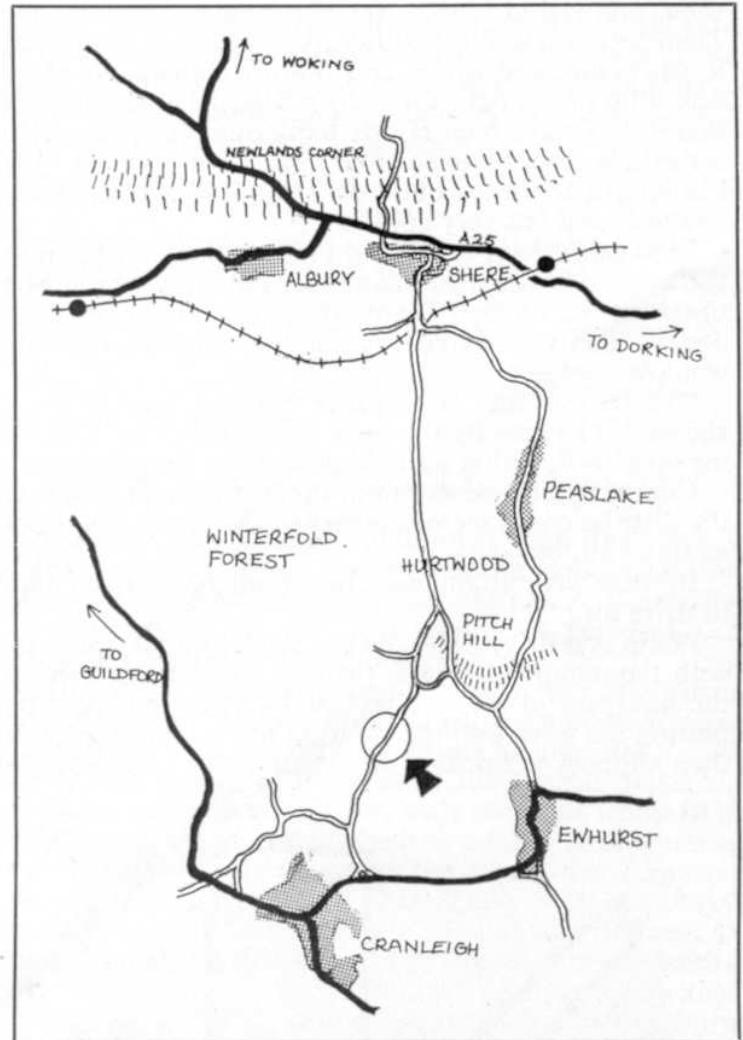 TO WOKING
NEWLANDS CORNER
A25
ALBURY
SHERE
TO DORKING
PEASLAKE
WINTERFOLD
FOREST
HURTWOOD
PITCH
HILL
TO
GUILDFORD
EWHURST
CRANLEIGH